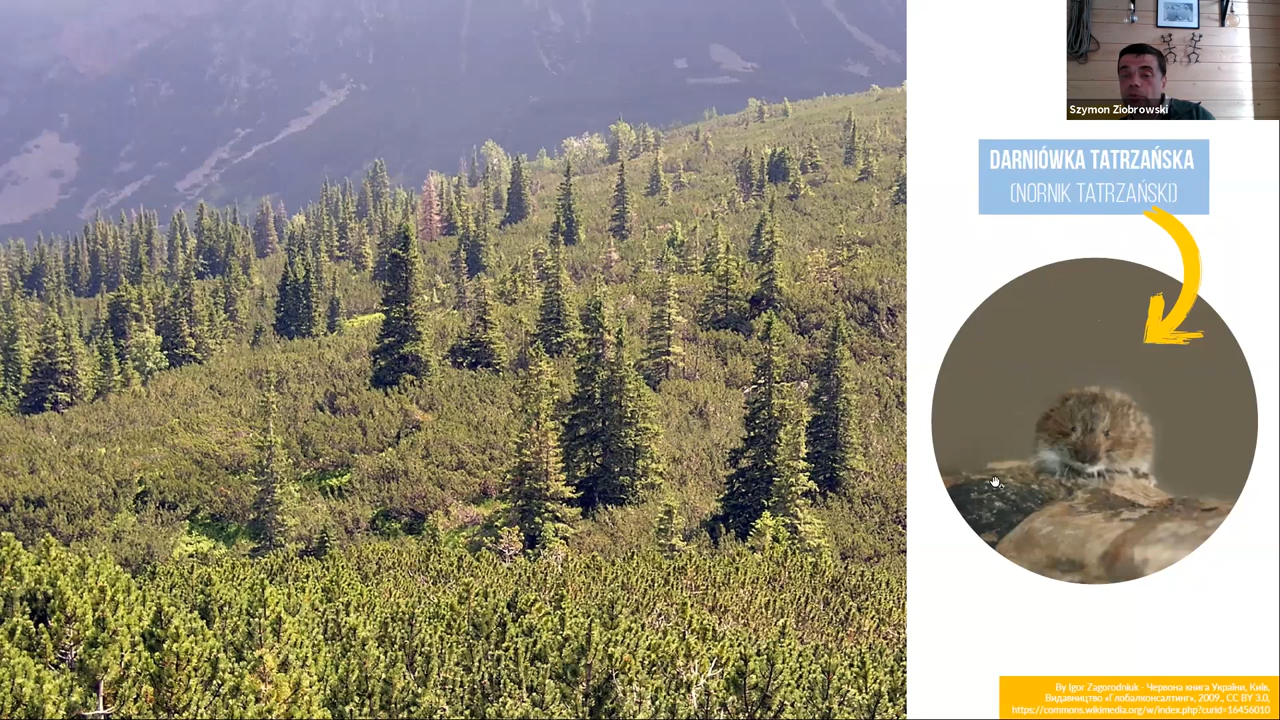 Szymon Ziobrowski
DARNIÓWKA TATRZAŃSKA
(NORNIK TATRZAŃSKI)
By Igor Zagorodniuk - Червона книга України, Київ,
Видавництво «Глобалконсалтинг», 2009., CC BY 3.0,
https://commons.wikimedia.org/w/index.php?curid=16456010